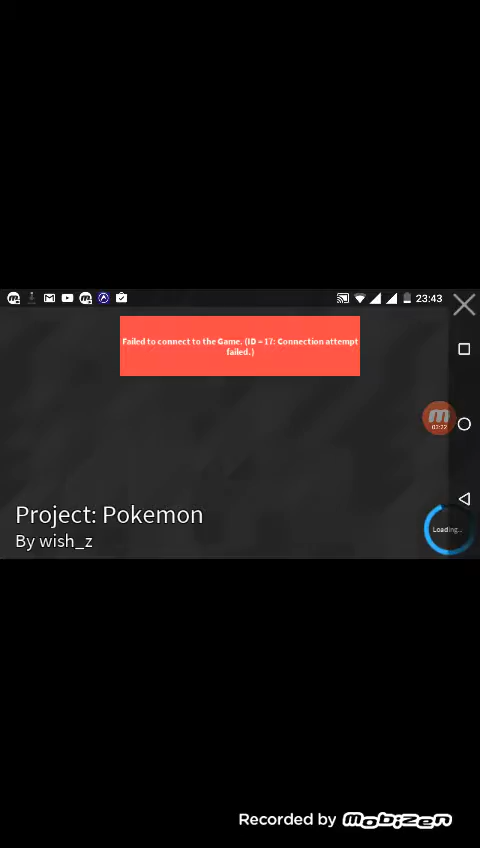 23:43
Failed to connect to the Game. (ID = 17: Connection attempt
failed.)
02:22
Project: Pokemon
By wish_z
Loading...
Recorded by Mobizen